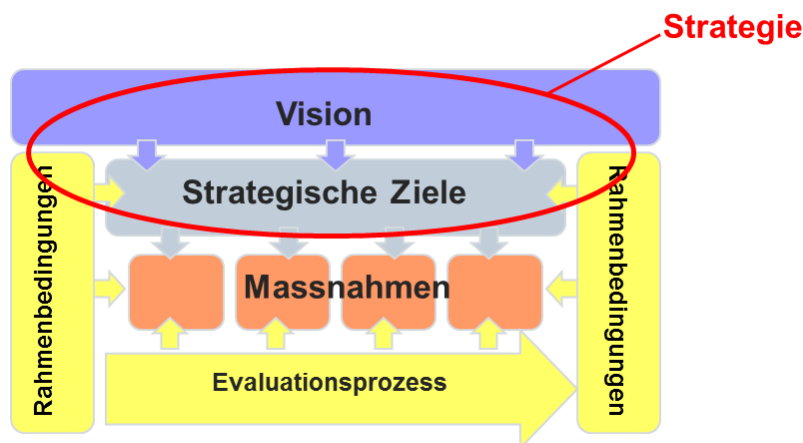 Strategie
Vision
Rahmenbedingungen
Strategische Ziele
Rahmenbedingungen
Massnahmen
Evaluationsprozess